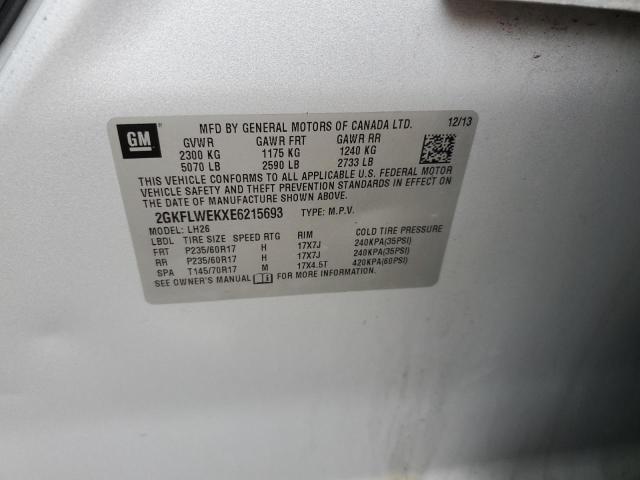 GM
MFD BY GENERAL MOTORS OF CANADA LTD. 12/13
GVWR GAWR FRT GAWR RR
2300 KG 1175 KG 1240 KG
5070 LB 2590 LB 2733 LB
THIS VEHICLE CONFORMS TO ALL APPLICABLE U.S. FEDERAL MOTOR
VEHICLE SAFETY AND THEFT PREVENTION STANDARDS IN EFFECT ON
THE DATE OF MANUFACTURE SHOWN ABOVE.
2GKFLWEKXE6215693 TYPE: M.P.V.
MODEL: LH26
LBDL TIRE SIZE SPEED RTG RIM COLD TIRE PRESSURE
FRT P235/60R17 H 17X7J 240KPA(35PSI)
RR P235/60R17 H 17X7J 240KPA(35PSI)
SPA T145/70R17 M 17X4.5T 420KPA(60PSI)
SEE OWNER'S MANUAL FOR MORE INFORMATION.